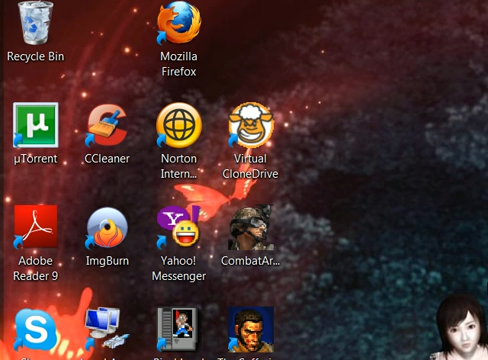 Recycle Bin
Mozilla
Firefox
µTorrent
CCleaner
Norton
Intern...
Virtual
CloneDrive
Adobe
Reader 9
ImgBurn
Yahoo!
Messenger
CombatAr...